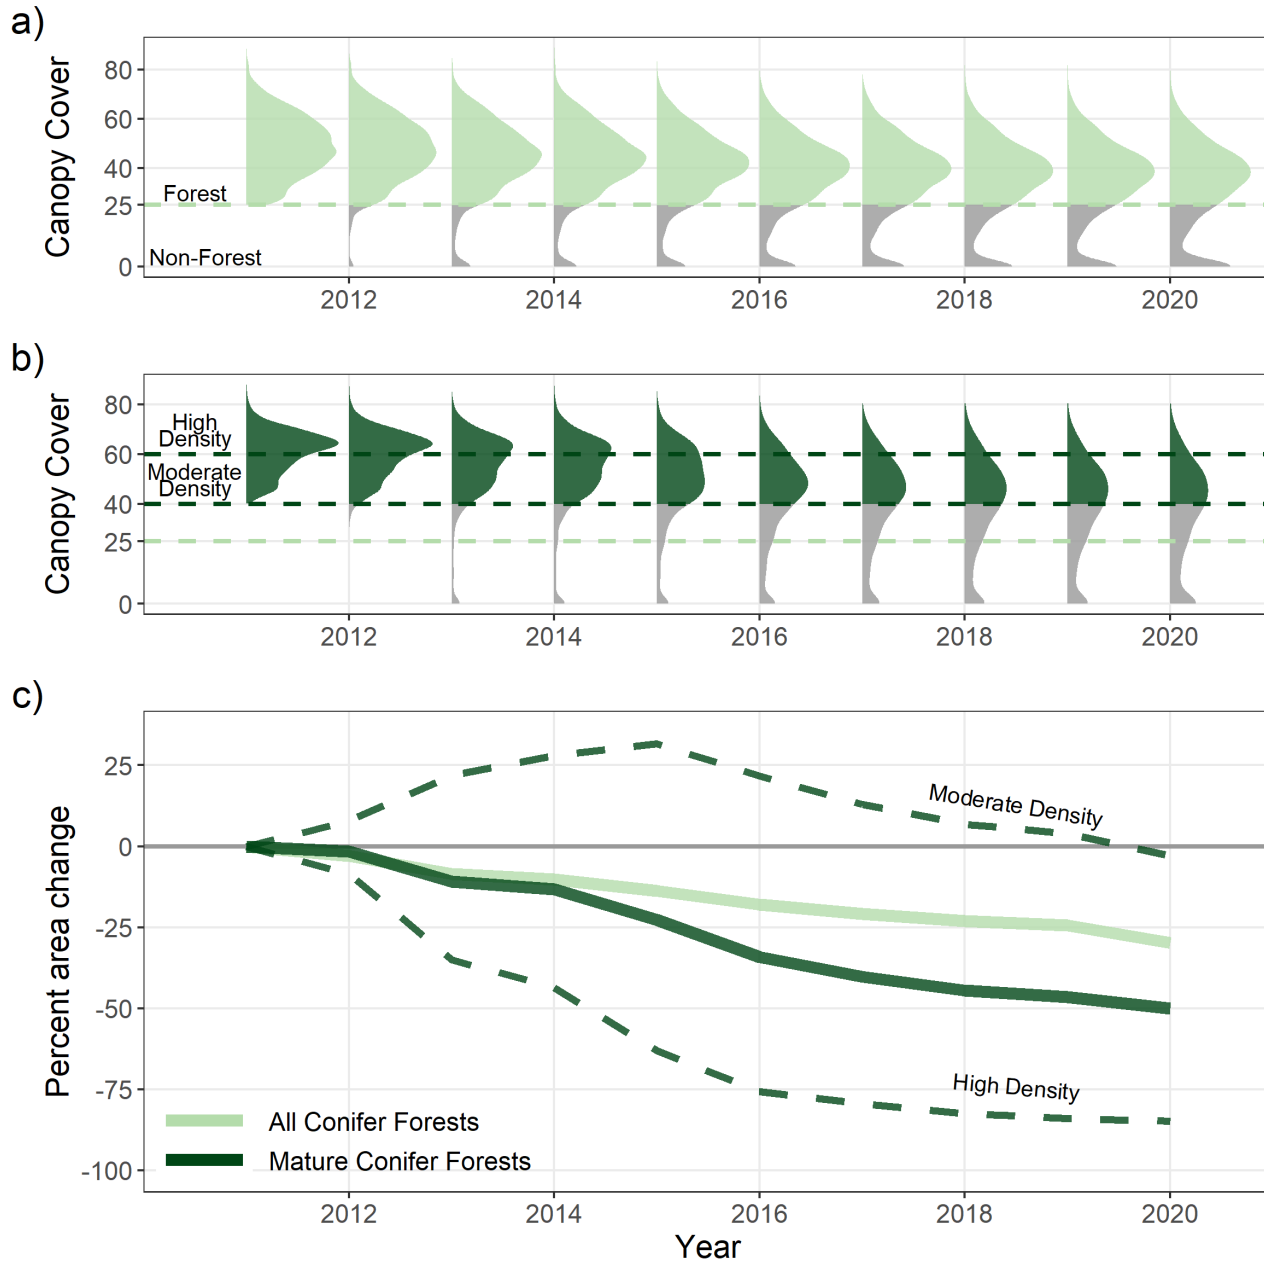 a)
Canopy Cover
80
60
40
25
0
Forest
Non-Forest
2012
2014
2016
2018
2020
b)
Canopy Cover
80
60
40
25
0
High
Density
Moderate
Density
2012
2014
2016
2018
2020
c)
Percent area change
25
0
-25
-50
-75
-100
Moderate Density
High Density
All Conifer Forests
Mature Conifer Forests
2012
2014
2016
2018
2020
Year